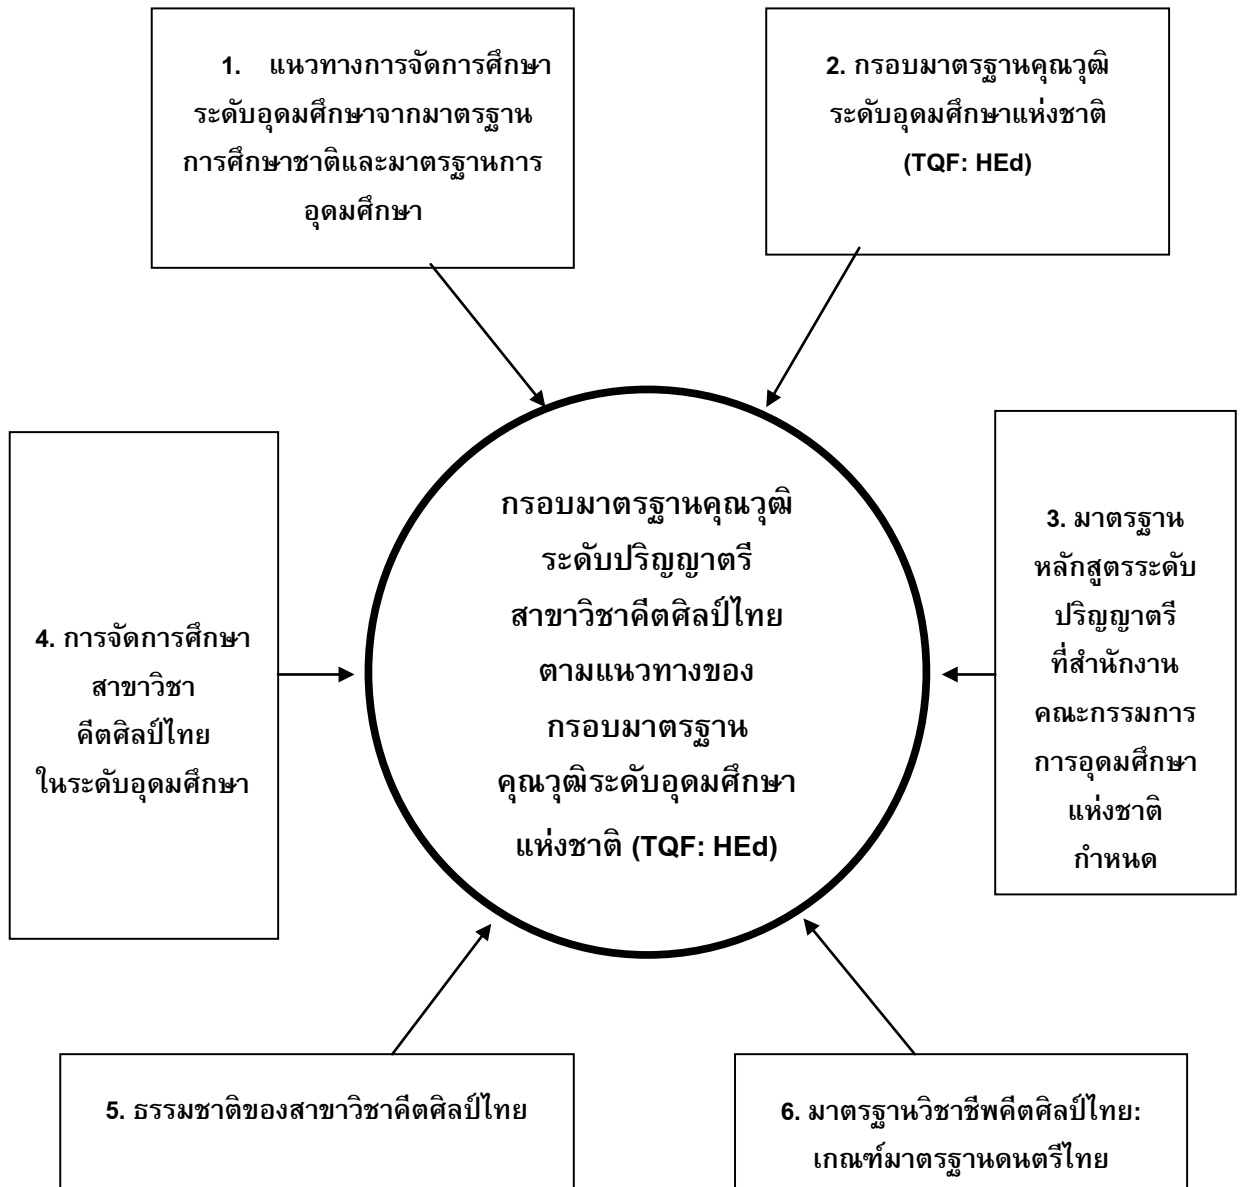 1. แนวทางการจัดการศึกษา
ระดับอุดมศึกษาจากมาตรฐาน
การศึกษาชาติและมาตรฐานการ
อุดมศึกษา
2. กรอบมาตรฐานคุณวุฒิ
ระดับอุดมศึกษาแห่งชาติ
(TQF: HEd)
กรอบมาตรฐานคุณวุฒิ
ระดับปริญญาตรี
สาขาวิชาคีตศิลป์ไทย
ตามแนวทางของ
กรอบมาตรฐาน
คุณวุฒิระดับอุดมศึกษา
แห่งชาติ (TQF: HEd)
3. มาตรฐาน
หลักสูตรระดับ
ปริญญาตรี
ที่สำนักงาน
คณะกรรมการ
การอุดมศึกษา
แห่งชาติ
กำหนด
4. การจัดการศึกษา
สาขาวิชา
คีตศิลป์ไทย
ในระดับอุดมศึกษา
5. ธรรมชาติของสาขาวิชาคีตศิลป์ไทย
6. มาตรฐานวิชาชีพคีตศิลป์ไทย:
เกณฑ์มาตรฐานดนตรีไทย